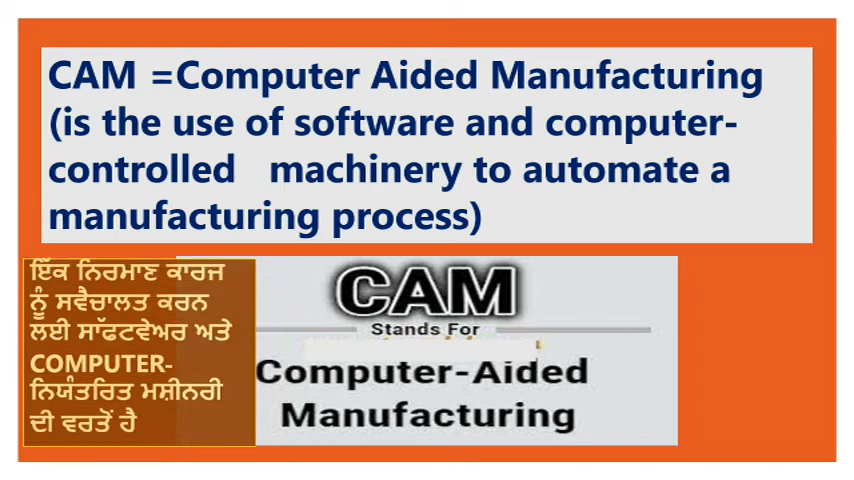 CAM =Computer Aided Manufacturing
(is the use of software and computer-
controlled machinery to automate a
manufacturing process)
ਇੱਕ ਨਿਰਮਾਣ ਕਾਰਜ
ਨੂੰ ਸਵੈਚਾਲਤ ਕਰਨ
ਲਈ ਸਾੱਫਟਵੇਅਰ ਅਤੇ
COMPUTER-
ਨਿਯੰਤਰਿਤ ਮਸ਼ੀਨਰੀ
ਦੀ ਵਰਤੋਂ ਹੈ
CAM
Stands For
Computer-Aided
Manufacturing